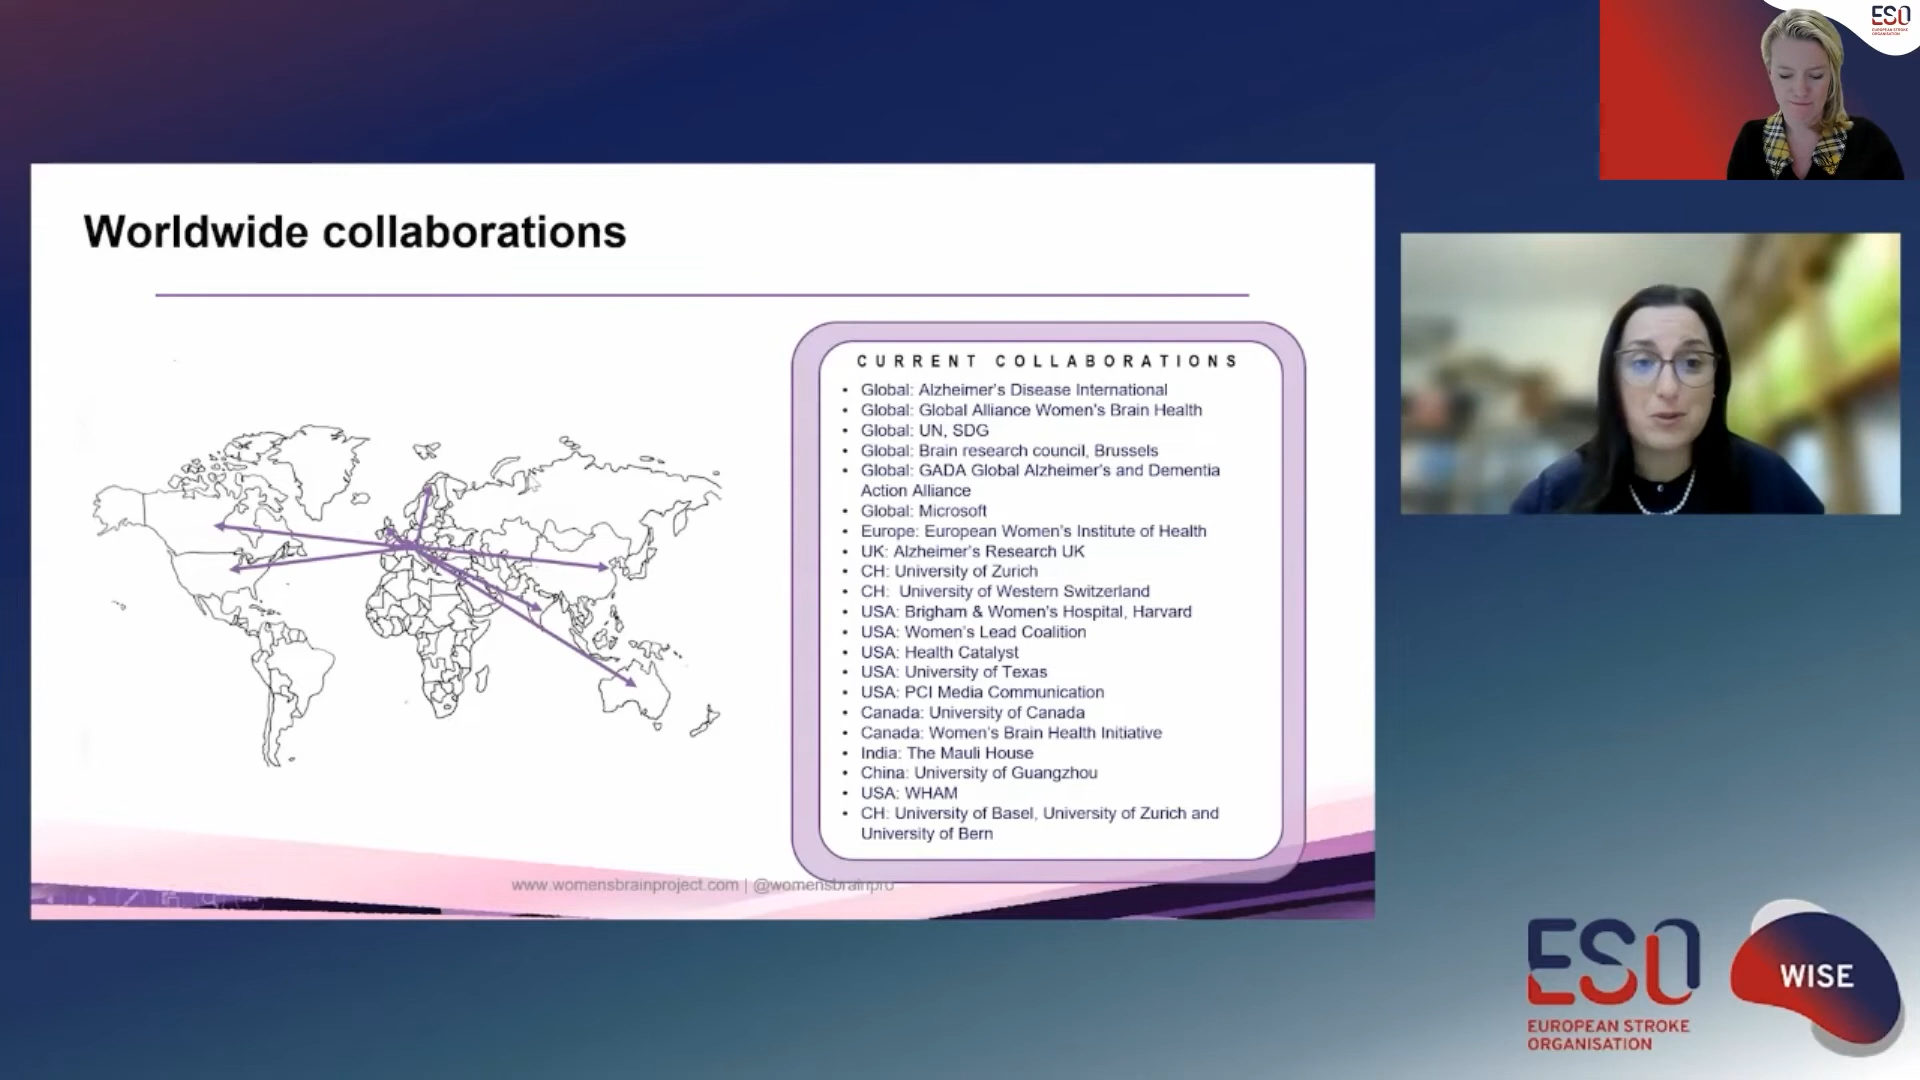 ESO
EUROPEAN STROKE
ORGANISATION
Worldwide collaborations
CURRENT COLLABORATIONS
• Global: Alzheimer's Disease International
• Global: Global Alliance Women's Brain Health
• Global: UN, SDG
• Global: Brain research council, Brussels
• Global: GADA Global Alzheimer's and Dementia
Action Alliance
• Global: Microsoft
• Europe: European Women's Institute of Health
• UK: Alzheimer's Research UK
• CH: University of Zurich
• CH: University of Western Switzerland
• USA: Brigham & Women's Hospital, Harvard
• USA: Women's Lead Coalition
• USA: Health Catalyst
• USA: University of Texas
• USA: PCI Media Communication
• Canada: University of Canada
• Canada: Women's Brain Health Initiative
• India: The Mauli House
• China: University of Guangzhou
• USA: WHAM
• CH: University of Basel, University of Zurich and
University of Bern
www.womensbrainproject.com | @womensbrainpro
ESO
EUROPEAN STROKE
ORGANISATION
WISE